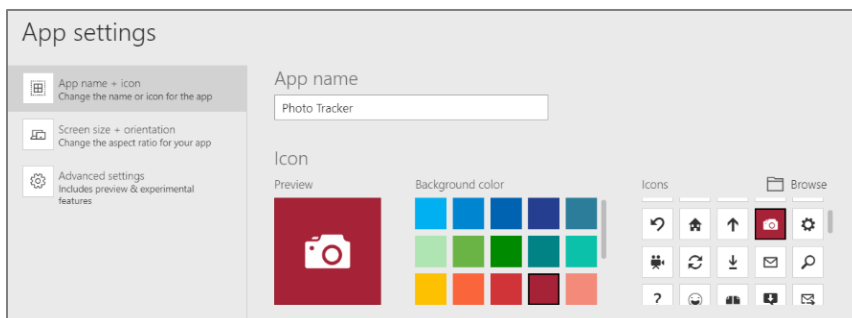 App settings
App name + icon
Change the name or icon for the app
Screen size + orientation
Change the aspect ratio for your app
Advanced settings
Includes preview & experimental
features
App name
Photo Tracker
Icon
Preview
Background color
Icons
Browse
?